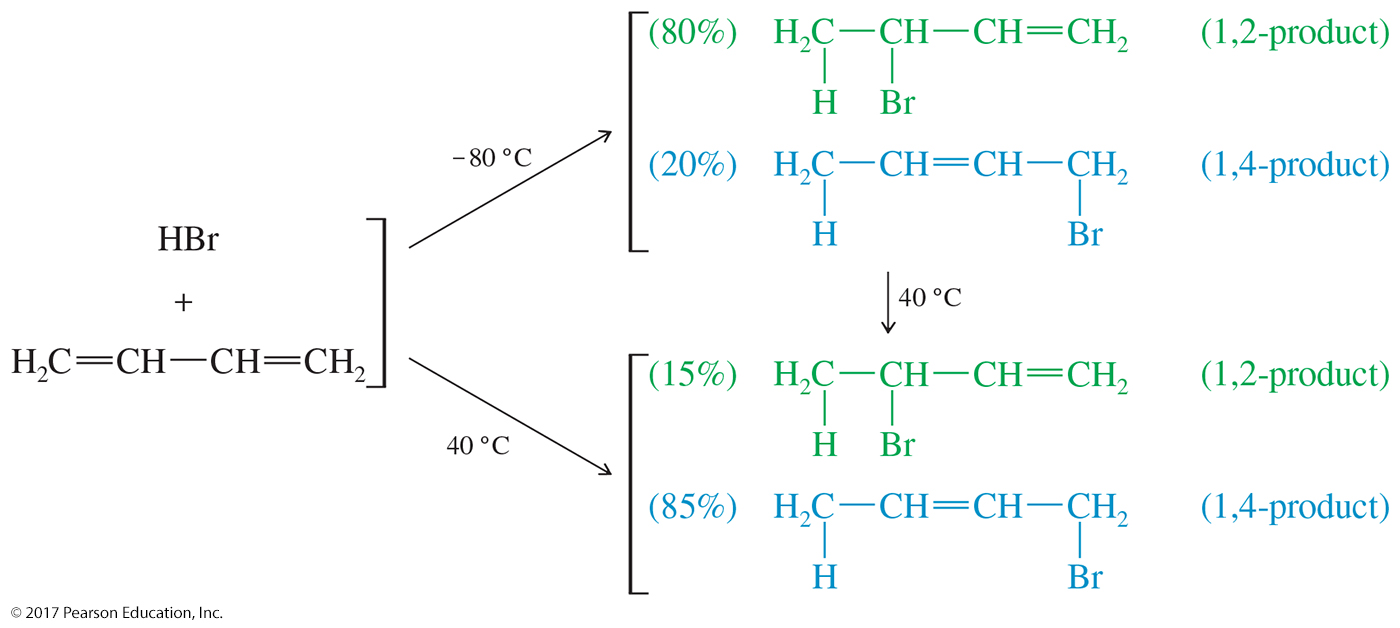 (80%) H₂C—CH—CH=CH₂ (1,2-product)
H Br
−80 °C
(20%) H₂C—CH=CH—CH₂ (1,4-product)
H Br
HBr
+
H₂C=CH—CH=CH₂
40 °C
(15%) H₂C—CH—CH=CH₂ (1,2-product)
H Br
40 °C
(85%) H₂C—CH=CH—CH₂ (1,4-product)
H Br
© 2017 Pearson Education, Inc.